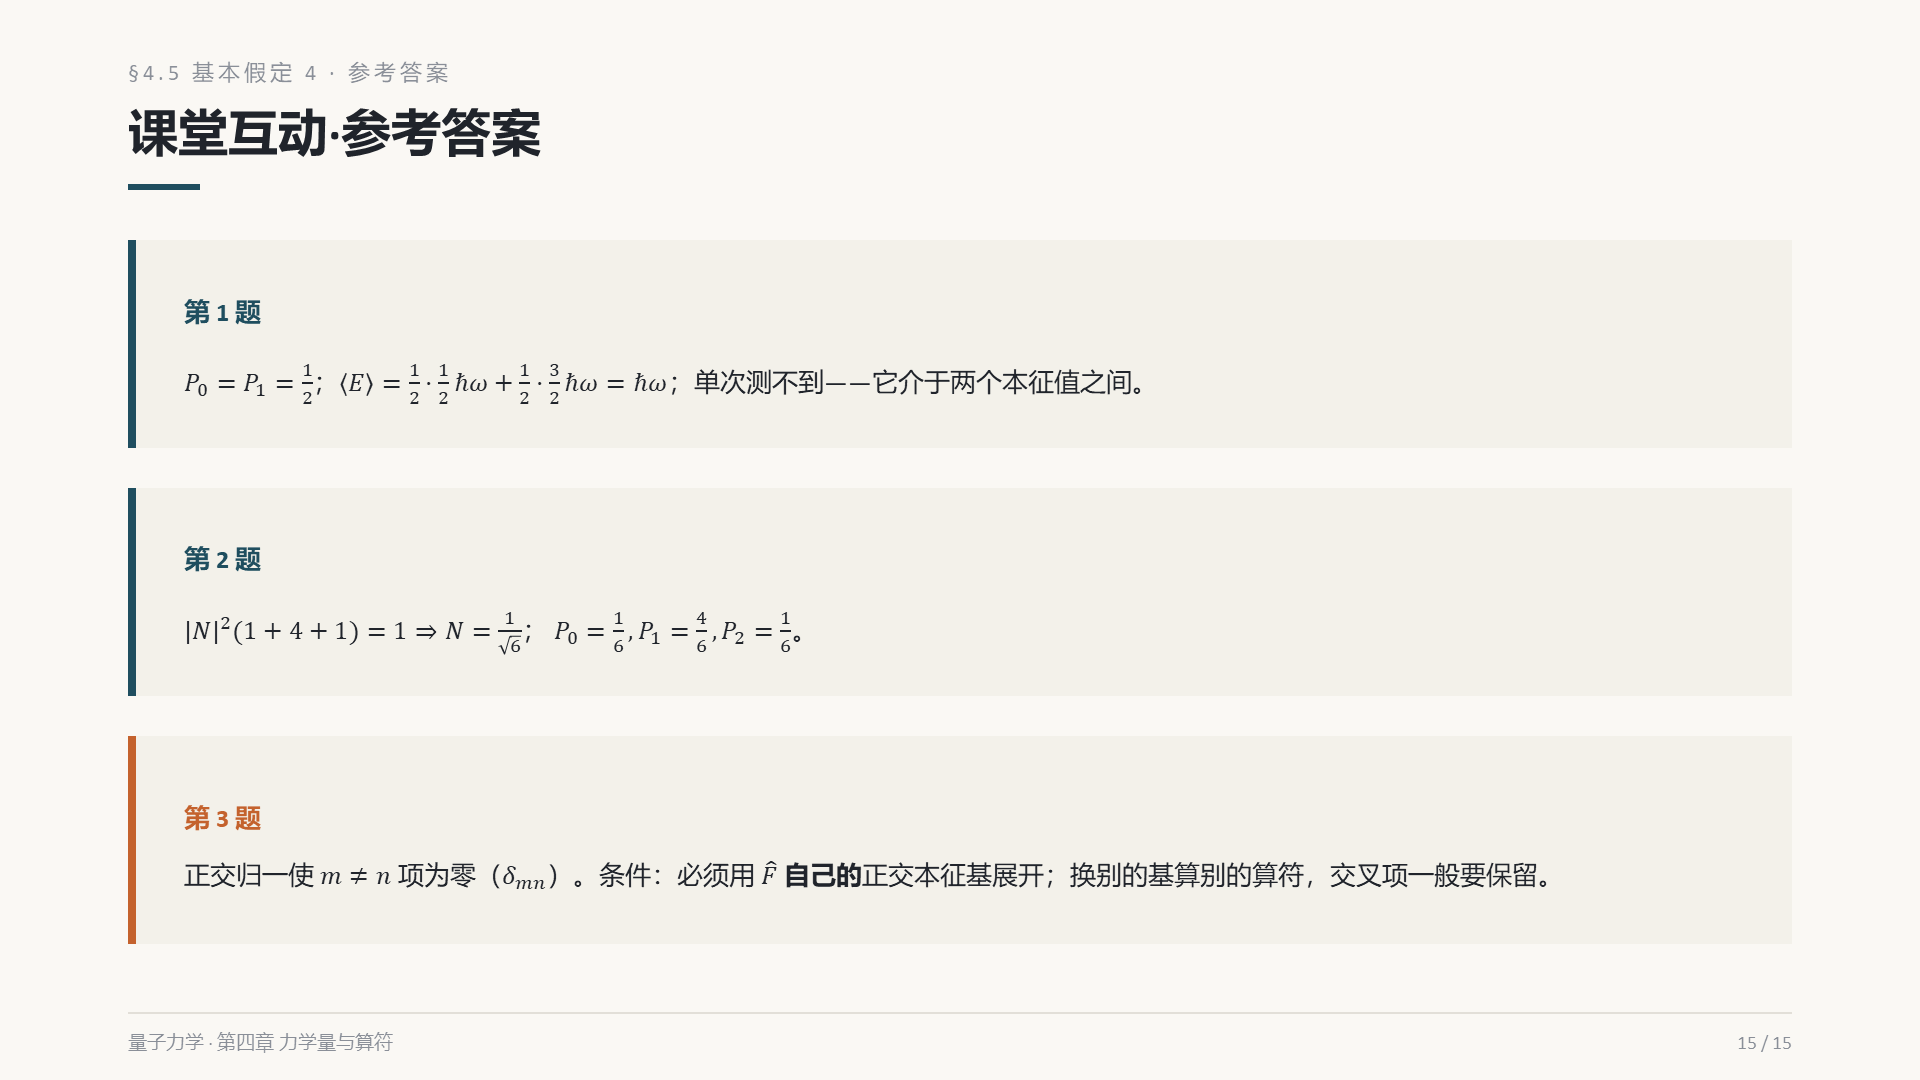 §4.5 基本假定 4 · 参考答案
课堂互动·参考答案
第 1 题
P₀ = P₁ = 1/2；⟨E⟩ = 1/2 · 1/2 ℏω + 1/2 · 3/2 ℏω = ℏω；单次测不到——它介于两个本征值之间。
第 2 题
|N|²(1 + 4 + 1) = 1 ⇒ N = 1/√6； P₀ = 1/6, P₁ = 4/6, P₂ = 1/6。
第 3 题
正交归一使 m ≠ n 项为零（δₘₙ）。条件：必须用 F̂ 自己的正交本征基展开；换别的基算别的算符，交叉项一般要保留。
量子力学 · 第四章 力学量与算符
15 / 15